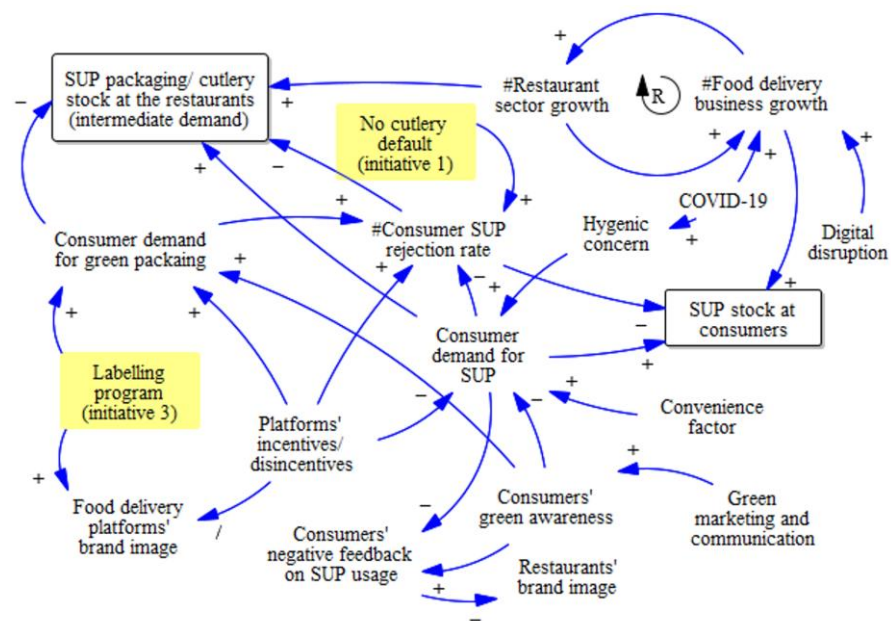 SUP packaging/ cutlery
stock at the restaurants
(intermediate demand)
#Restaurant
sector growth
R
#Food delivery
business growth
No cutlery
default
(initiative 1)
COVID-19
Consumer demand
for green packaing
#Consumer SUP
rejection rate
Hygenic
concern
Digital
disruption
SUP stock at
consumers
Consumer
demand for
SUP
Labelling
program
(initiative 3)
Platforms'
incentives/
disincentives
Convenience
factor
Food delivery
platforms'
brand image
/
Consumers'
negative feedback
on SUP usage
Consumers'
green awareness
Green
marketing and
communication
Restaurants'
brand image